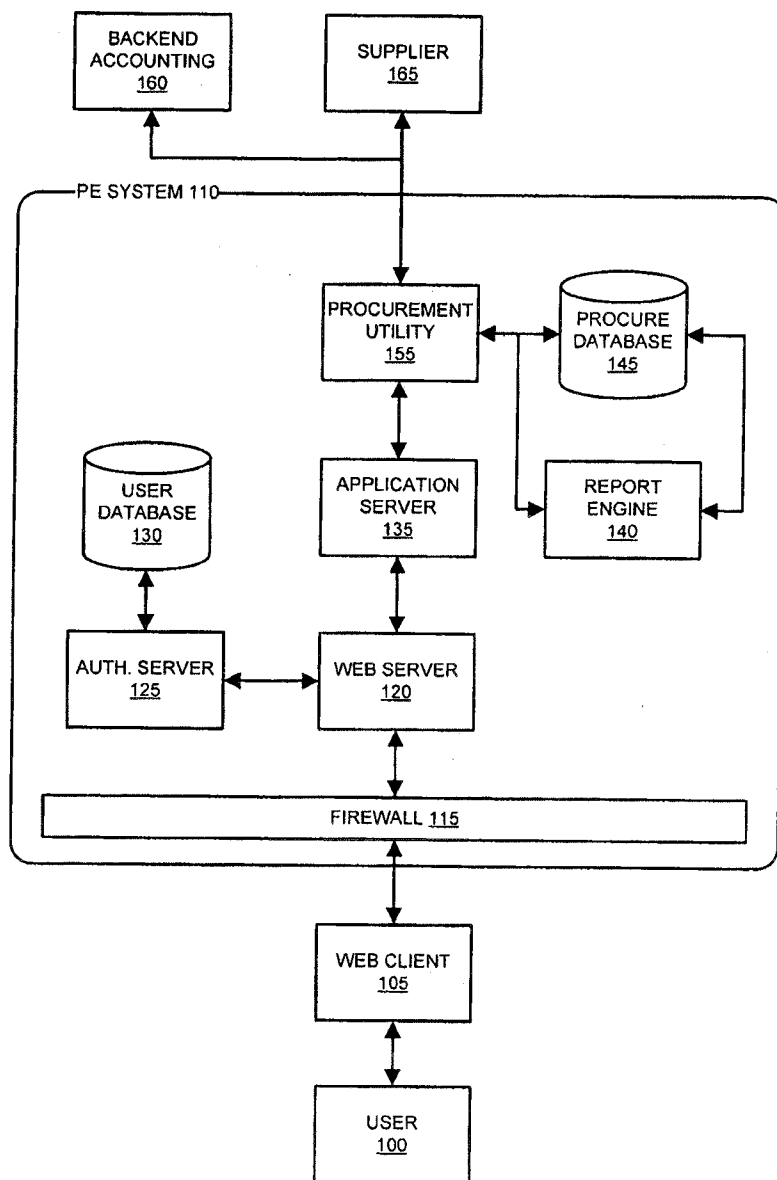 BACKEND
ACCOUNTING
160
SUPPLIER
165
PE SYSTEM 110
PROCUREMENT
UTILITY
155
PROCURE
DATABASE
145
USER
DATABASE
130
APPLICATION
SERVER
135
REPORT
ENGINE
140
AUTH. SERVER
125
WEB SERVER
120
FIREWALL 115
WEB CLIENT
105
USER
100